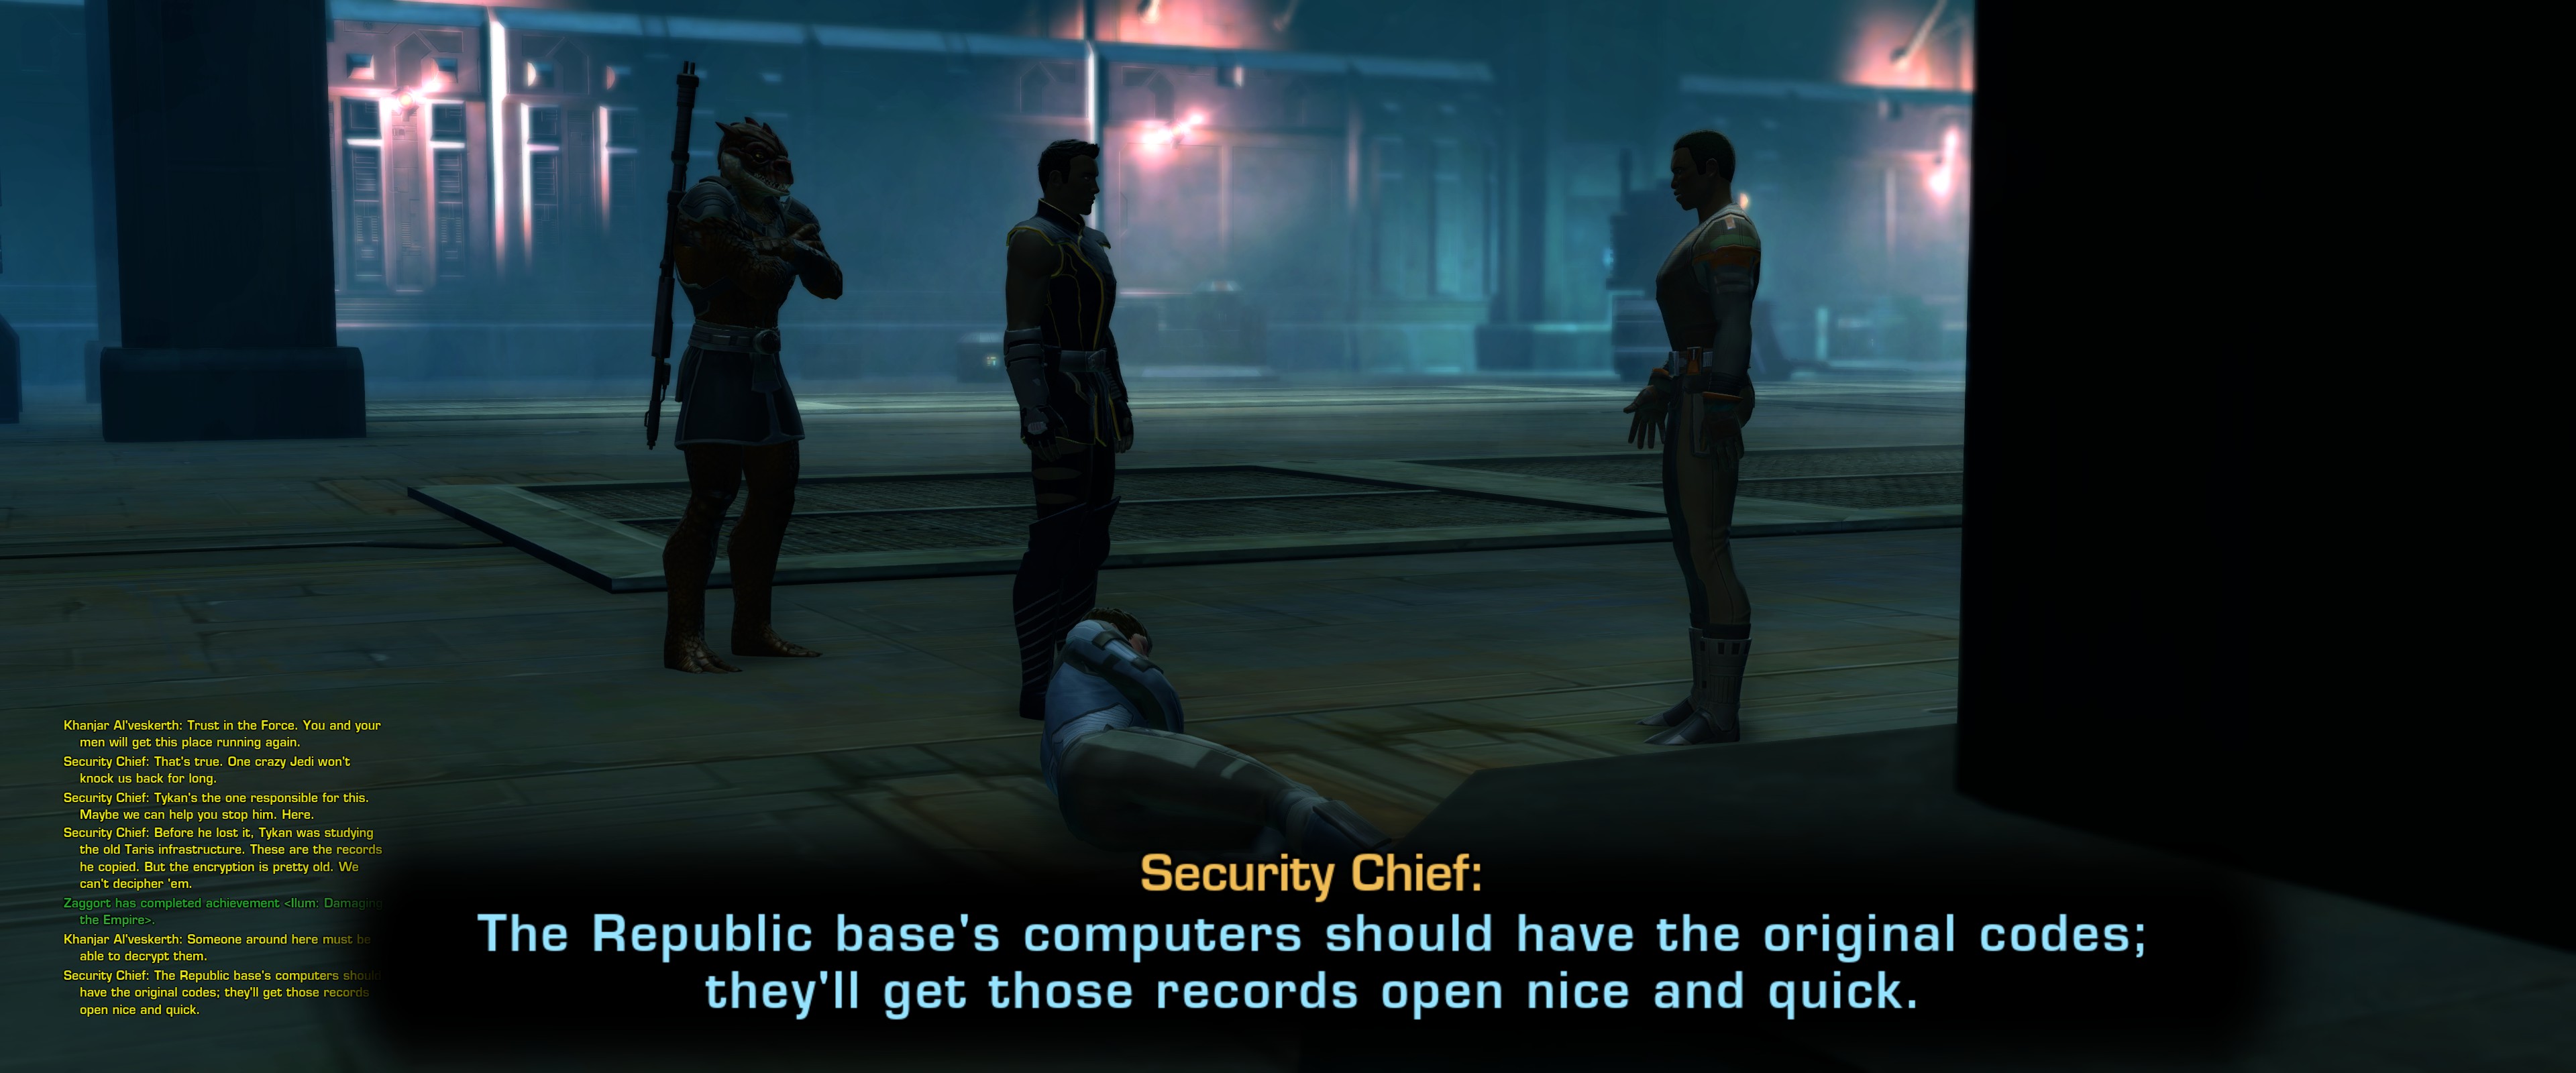 Khanjar Al'veskerth: Trust in the Force. You and your
men will get this place running again.
Security Chief: That's true. One crazy Jedi won't
knock us back for long.
Security Chief: Tykan's the one responsible for this.
Maybe we can help you stop him. Here.
Security Chief: Before he lost it, Tykan was studying
the old Taris infrastructure. These are the records
he copied. But the encryption is pretty old. We
can't decipher 'em.
Zaggort has completed achievement <Ilum: Damaging
the Empire>.
Khanjar Al'veskerth: Someone around here must be
able to decrypt them.
Security Chief: The Republic base's computers should
have the original codes; they'll get those records
open nice and quick.
Security Chief:
The Republic base's computers should have the original codes;
they'll get those records open nice and quick.